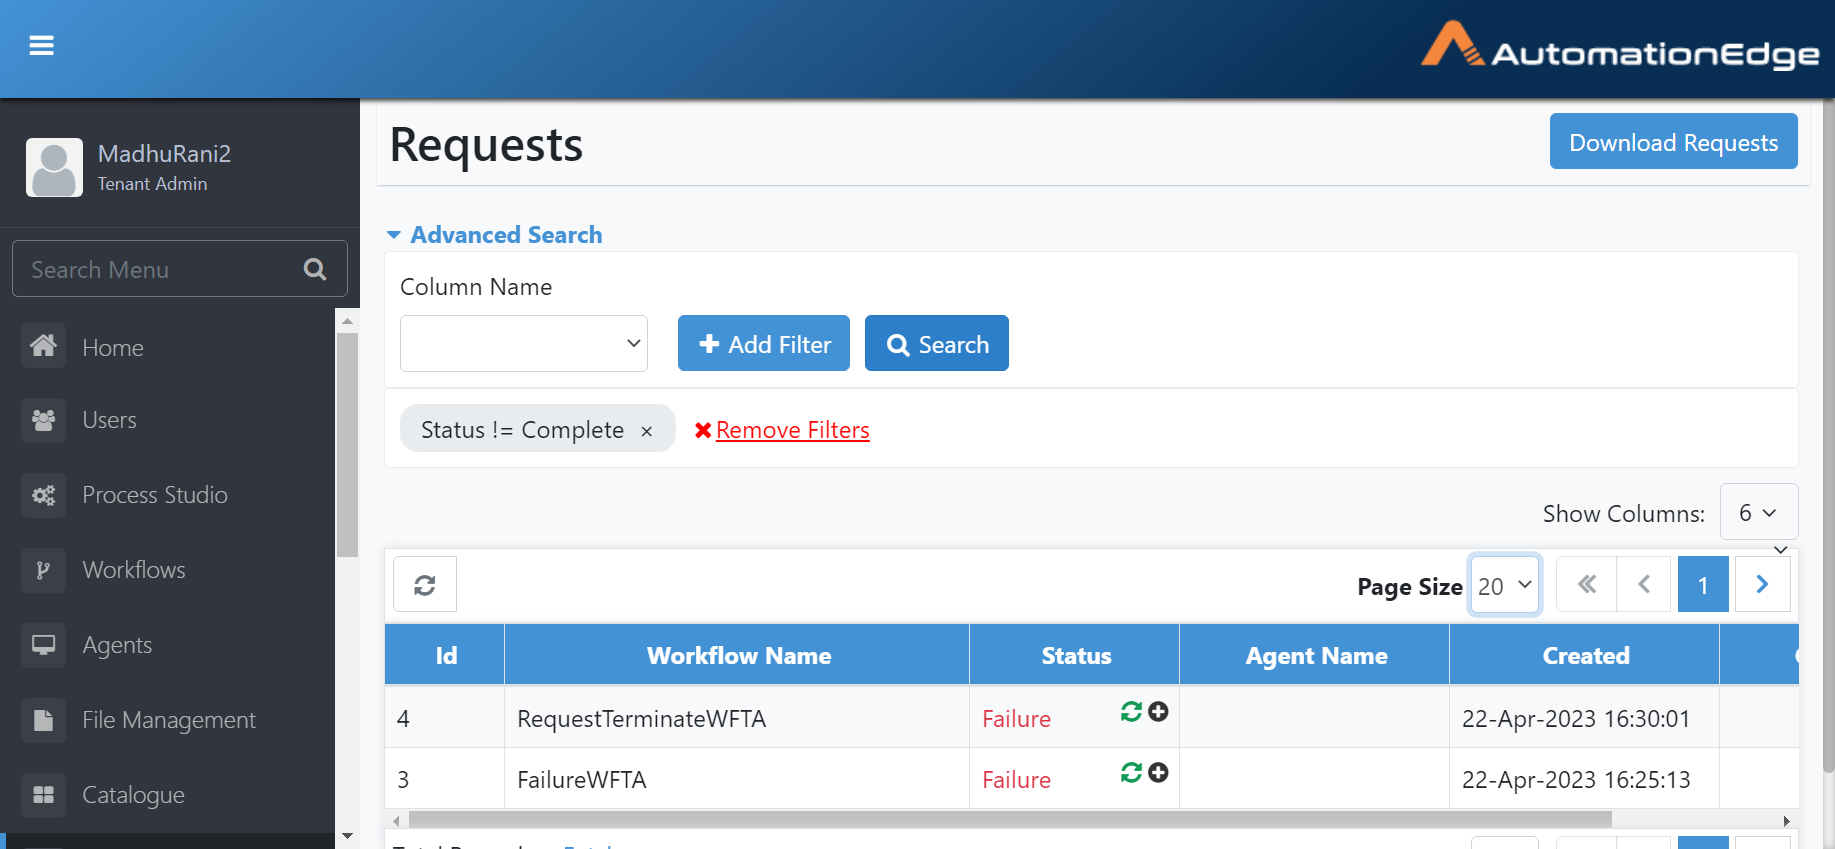 AutomationEdge
MadhuRani2
Tenant Admin
Search Menu
Home
Users
Process Studio
Workflows
Agents
File Management
Catalogue
Requests
Download Requests
Advanced Search
Column Name
Add Filter
Search
Status != Complete ×
Remove Filters
Show Columns: 6
Page Size 20 1
Id Workflow Name Status Agent Name Created
4 RequestTerminateWFTA Failure 22-Apr-2023 16:30:01
3 FailureWFTA Failure 22-Apr-2023 16:25:13